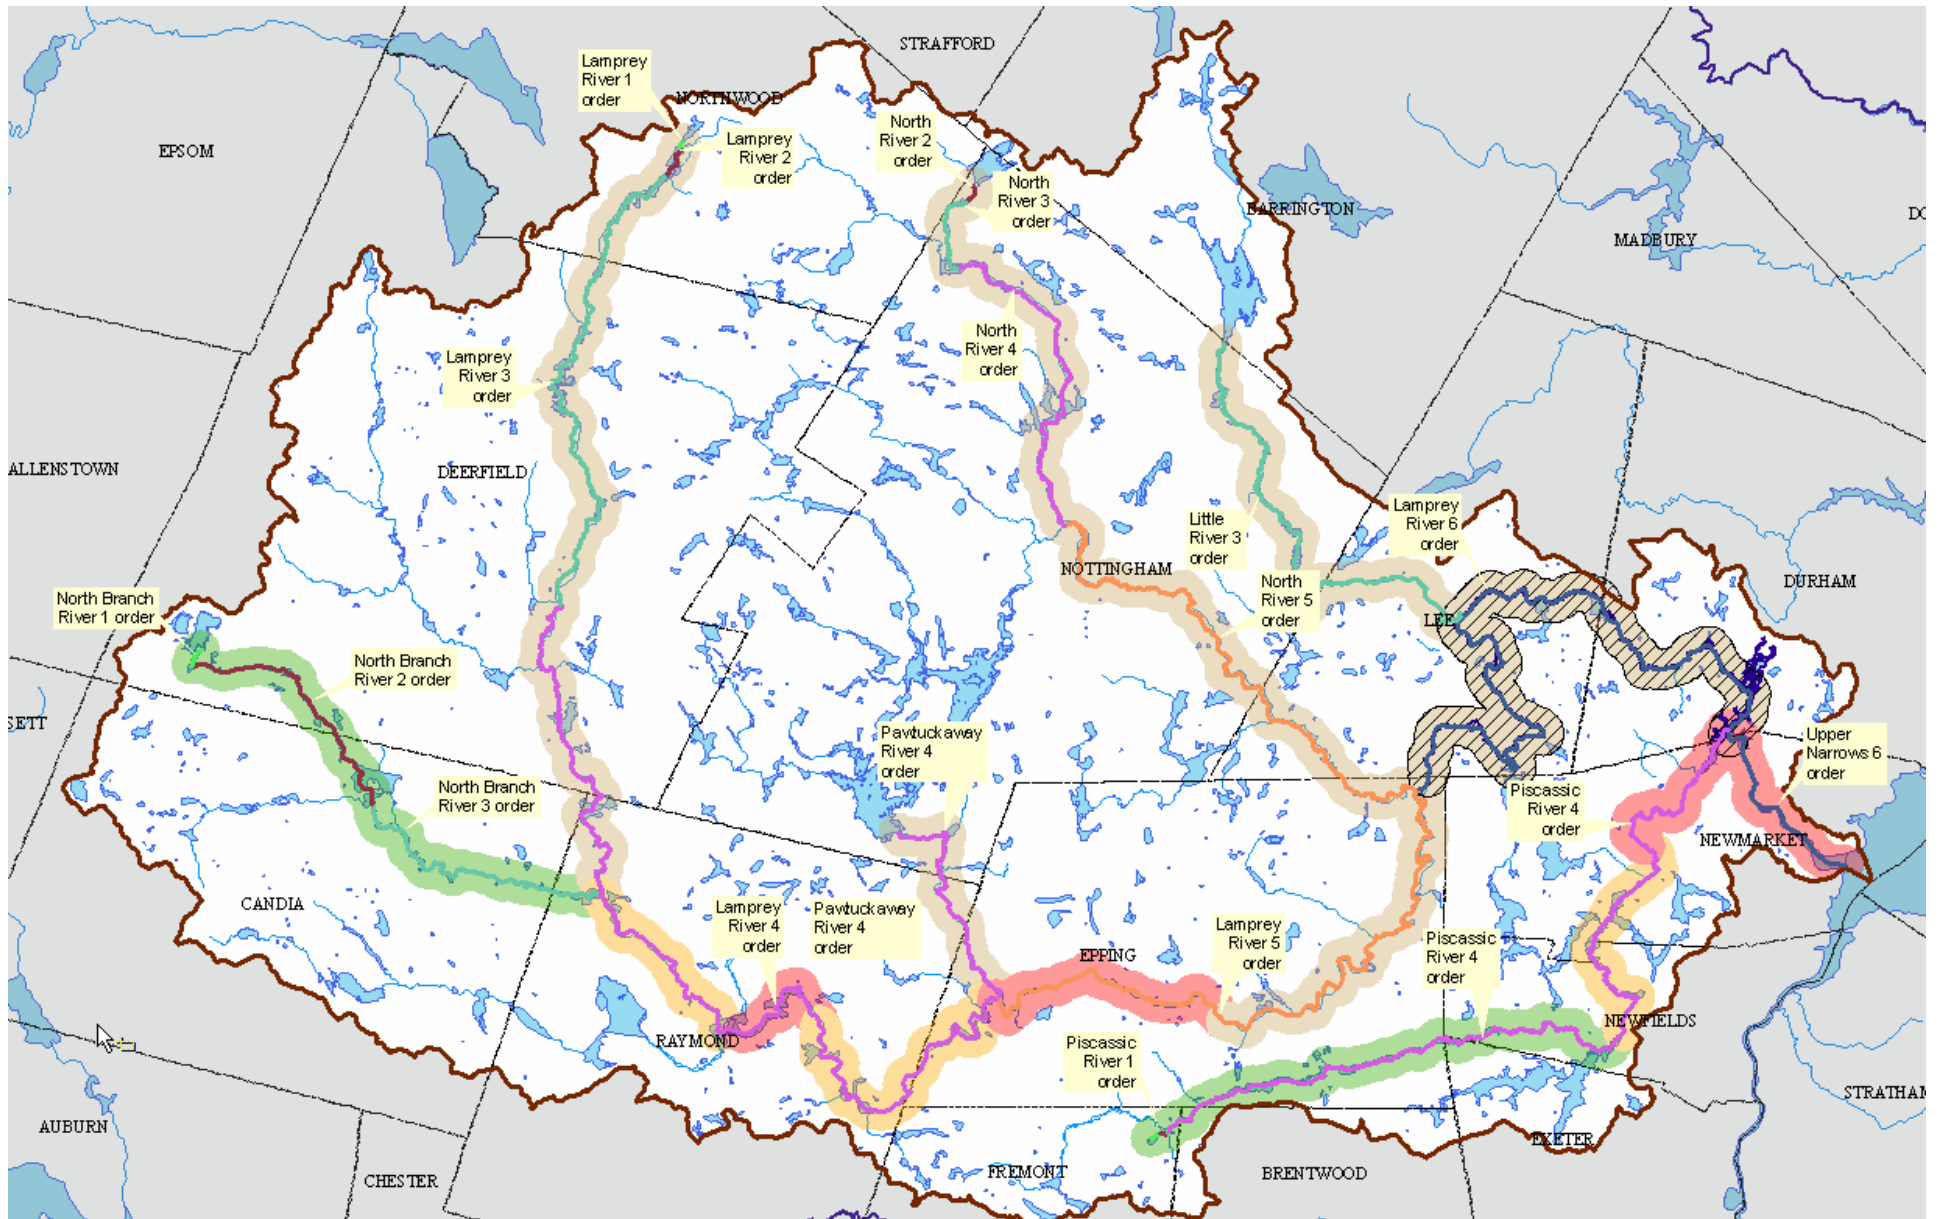 STRAFFORD
Lamprey
River 1
order
NORTHWOOD
North
River 2
order
Lamprey
River 2
order
EPSOM
North
River 3
order
BARRINGTON
MADBURY
DO
North
River 4
order
Lamprey
River 3
order
ALLENSTOWN
DEERFIELD
Lamprey
River 6
order
Little
River 3
order
NOTTINGHAM
North
River 5
order
DURHAM
North Branch
River 1 order
LEE
North Branch
River 2 order
SETT
Pawtuckaway
River 4
order
Upper
Narrows 6
order
North Branch
River 3 order
Piscassic
River 4
order
NEWMARKET
CANDIA
Lamprey
River 4
order
Pawtuckaway
River 4
order
Lamprey
River 5
order
Piscassic
River 4
order
EPPING
NEWFIELDS
RAYMOND
Piscassic
River 1
order
STRATHAM
AUBURN
EXETER
FREMONT
BRENTWOOD
CHESTER